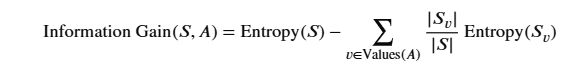 Information Gain(S, A) = Entropy(S) − ∑_{v∈Values(A)} |S_v| / |S| Entropy(S_v)